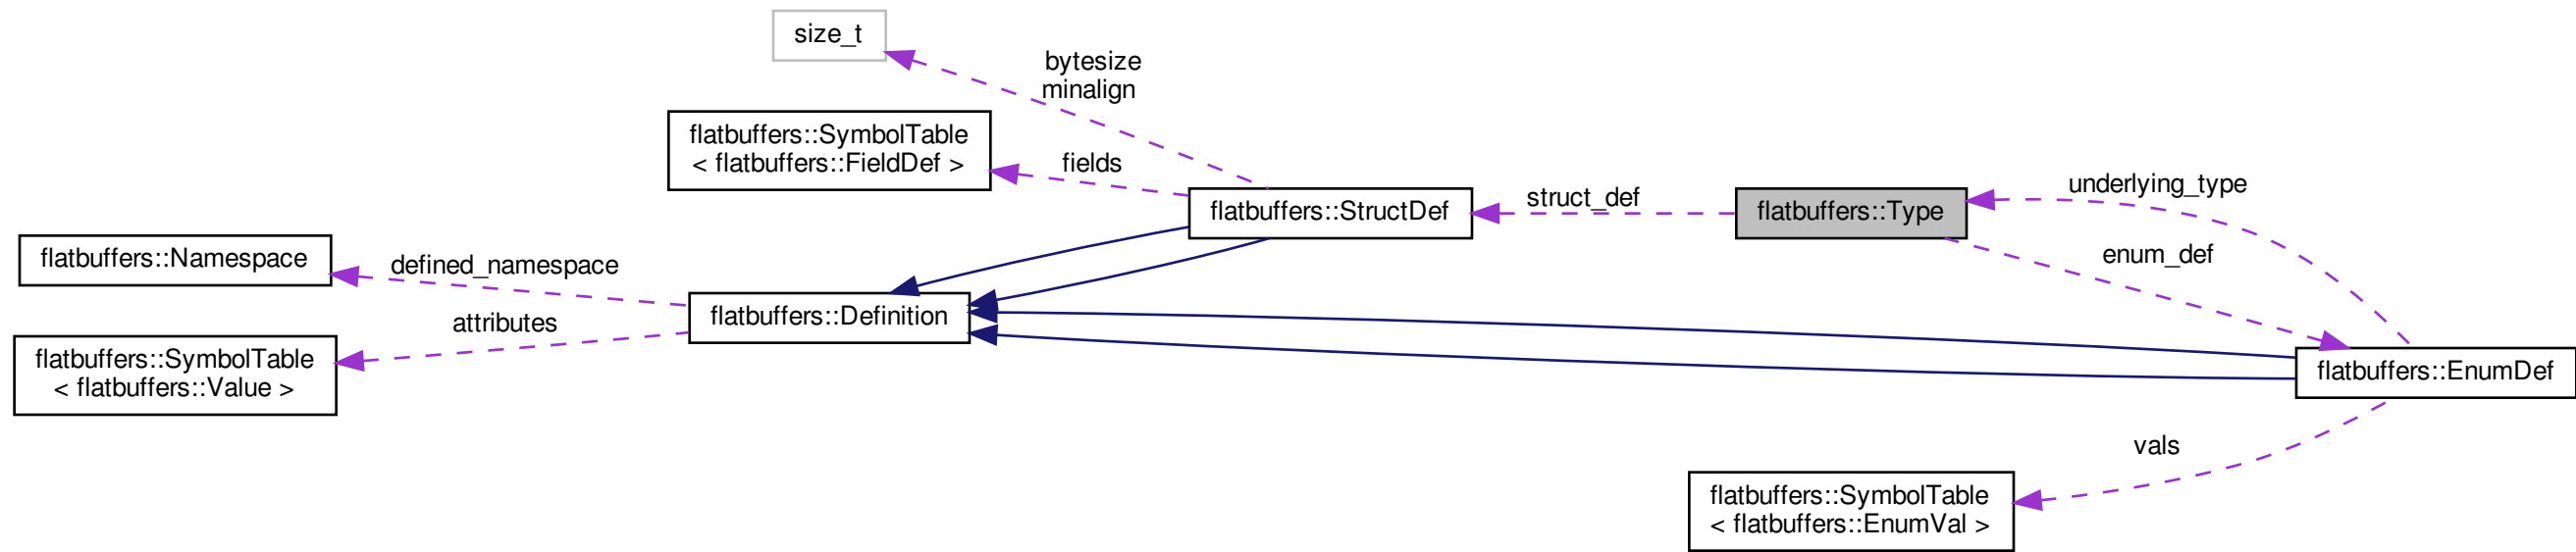 size_t
bytesize
minalign
flatbuffers::SymbolTable
< flatbuffers::FieldDef >
fields
flatbuffers::StructDef
struct_def
flatbuffers::Type
underlying_type
enum_def
flatbuffers::Namespace
defined_namespace
flatbuffers::Definition
attributes
flatbuffers::SymbolTable
< flatbuffers::Value >
flatbuffers::EnumDef
vals
flatbuffers::SymbolTable
< flatbuffers::EnumVal >